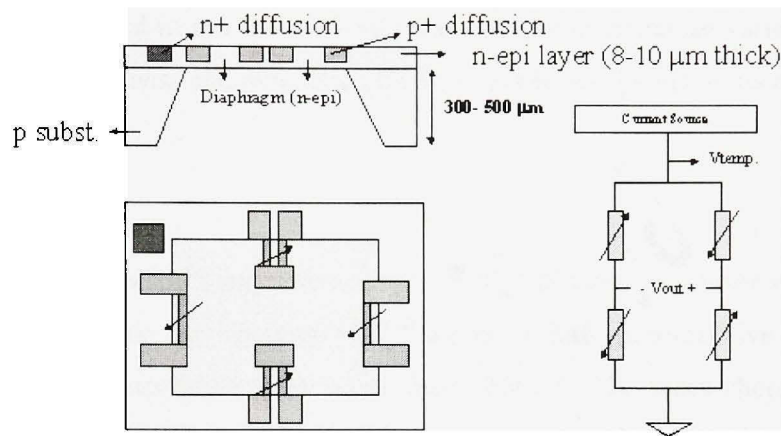 n+ diffusion
p+ diffusion
n-epi layer (8-10 µm thick)
Diaphragm (n-epi)
300- 500 µm
p subst.
Current Source
Vtemp.
- Vout +